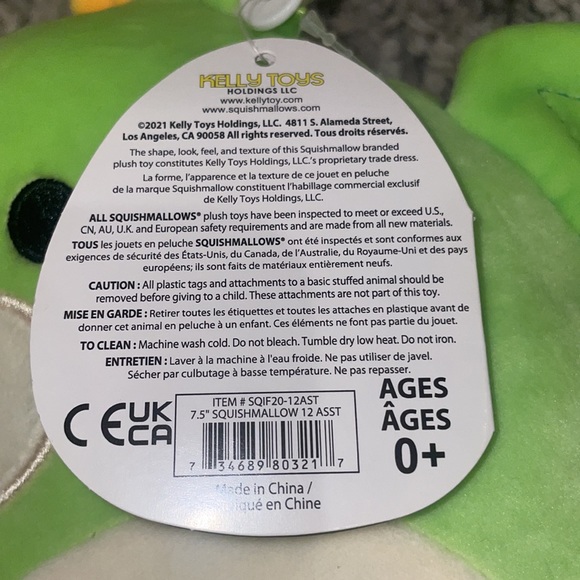 KELLY TOYS
HOLDINGS LLC
www.kellytoy.com
www.squishmallows.com
©2021 Kelly Toys Holdings, LLC. 4811 S. Alameda Street,
Los Angeles, CA 90058 All rights reserved. Tous droits réservés.
The shape, look, feel, and texture of this Squishmallow branded
plush toy constitutes Kelly Toys Holdings, LLC.'s proprietary trade dress.
La forme, l'apparence et la texture de ce jouet en peluche
de la marque Squishmallow constituent l'habillage commercial exclusif
de Kelly Toys Holdings, LLC.
ALL SQUISHMALLOWS® plush toys have been inspected to meet or exceed U.S.,
CN, AU, U.K. and European safety requirements and are made from all new materials.
TOUS les jouets en peluche SQUISHMALLOWS® ont été inspectés et sont conformes aux
exigences de sécurité des États-Unis, du Canada, de l'Australie, du Royaume-Uni et des pays
européens; ils sont faits de matériaux entièrement neufs.
CAUTION : All plastic tags and attachments to a basic stuffed animal should be
removed before giving to a child. These attachments are not part of this toy.
MISE EN GARDE : Retirer toutes les étiquettes et toutes les attaches en plastique avant de
donner cet animal en peluche à un enfant. Ces éléments ne font pas partie du jouet.
TO CLEAN : Machine wash cold. Do not bleach. Tumble dry low heat. Do not iron.
ENTRETIEN : Laver à la machine à l'eau froide. Ne pas utiliser de javel.
Sécher par culbutage à basse température. Ne pas repasser.
CE UK
CA
ITEM # SQIF20-12AST
7.5" SQUISHMALLOW 12 ASST
7 34689 80321 7
AGES
ÂGES
0+
Made in China /
en Chine